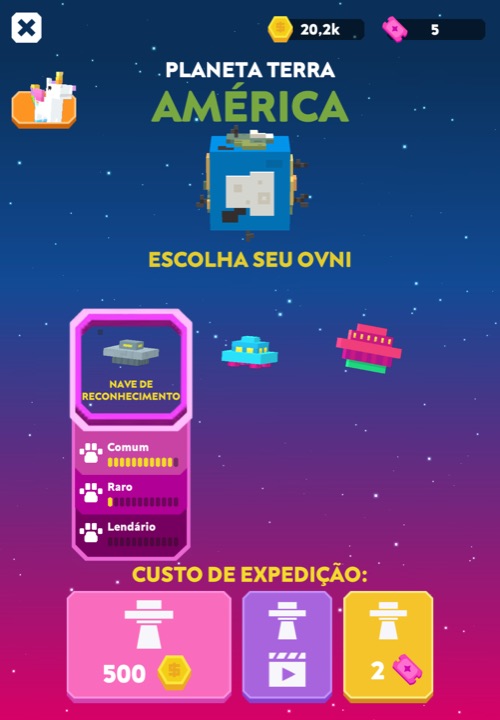 20,2k
5
PLANETA TERRA
AMÉRICA
ESCOLHA SEU OVNI
NAVE DE
RECONHECIMENTO
Comum
Raro
Lendário
CUSTO DE EXPEDIÇÃO:
500
2